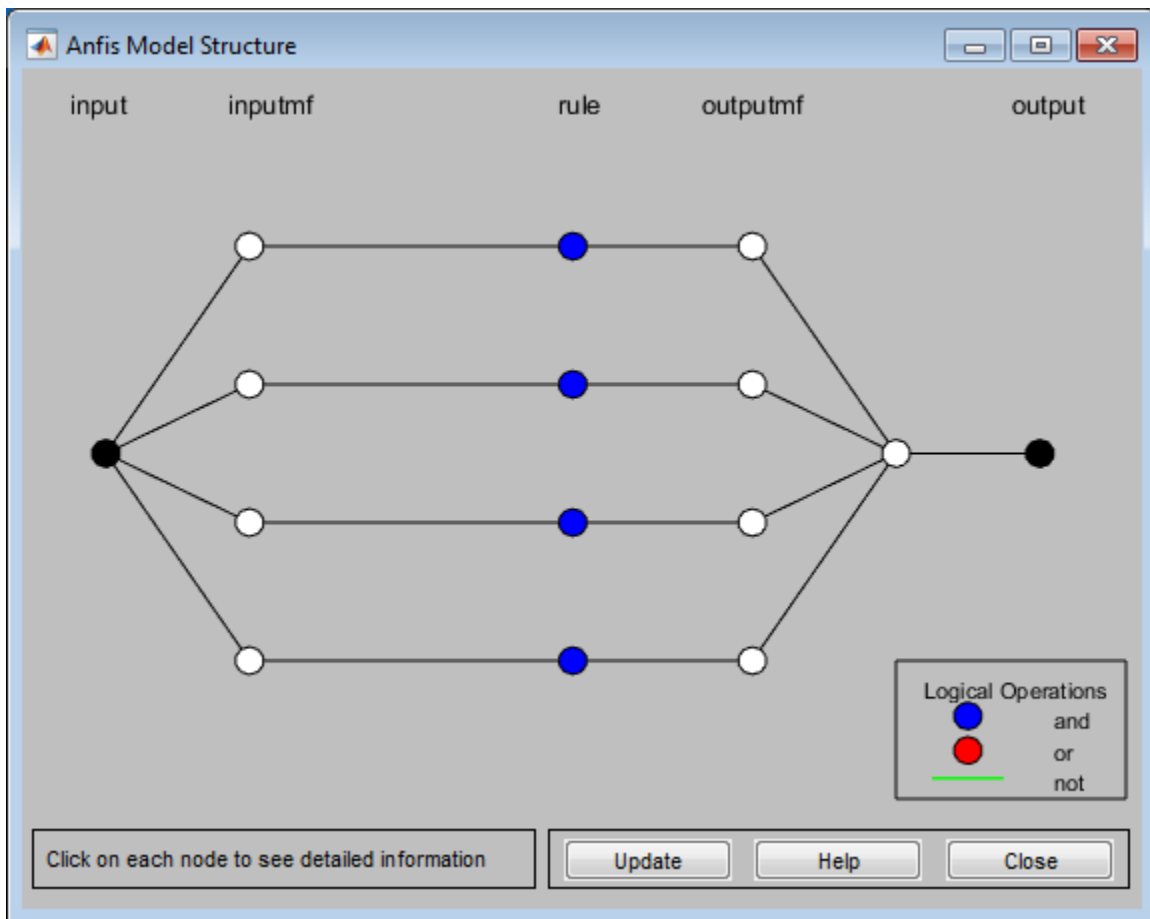 Anfis Model Structure
input inputmf rule outputmf output
Logical Operations
and
or
not
Click on each node to see detailed information
Update Help Close